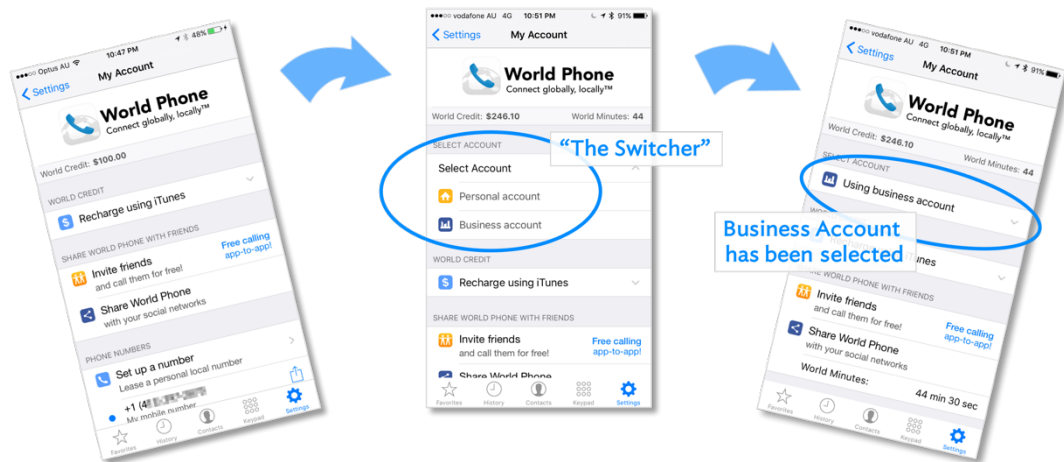 Optus AU
10:47 PM
48%
Settings
My Account
World Phone
Connect globally, locally™
World Credit: $100.00
WORLD CREDIT
Recharge using iTunes
SHARE WORLD PHONE WITH FRIENDS
Invite friends
and call them for free!
Free calling
app-to-app!
Share World Phone
with your social networks
PHONE NUMBERS
Set up a number
Lease a personal local number
+1 (4
My mobile number
Favorites
History
Contacts
Keypad
Settings
vodafone AU 4G 10:51 PM 91%
Settings
My Account
World Phone
Connect globally, locally™
World Credit: $246.10 World Minutes: 44
SELECT ACCOUNT
"The Switcher"
Select Account
Personal account
Business account
WORLD CREDIT
Recharge using iTunes
SHARE WORLD PHONE WITH FRIENDS
Invite friends
and call them for free!
Free calling
app-to-app!
Share World Phone
Favorites
History
Contacts
Keypad
Settings
vodafone AU 4G 10:51 PM 91%
Settings
My Account
World Phone
Connect globally, locally™
World Credit: $246.10 World Minutes: 44
SELECT ACCOUNT
Using business account
Business Account
has been selected
WORLD PHONE WITH FRIENDS
Invite friends
and call them for free!
Free calling
app-to-app!
Share World Phone
with your social networks
World Minutes: 44 min 30 sec
Favorites
History
Contacts
Keypad
Settings